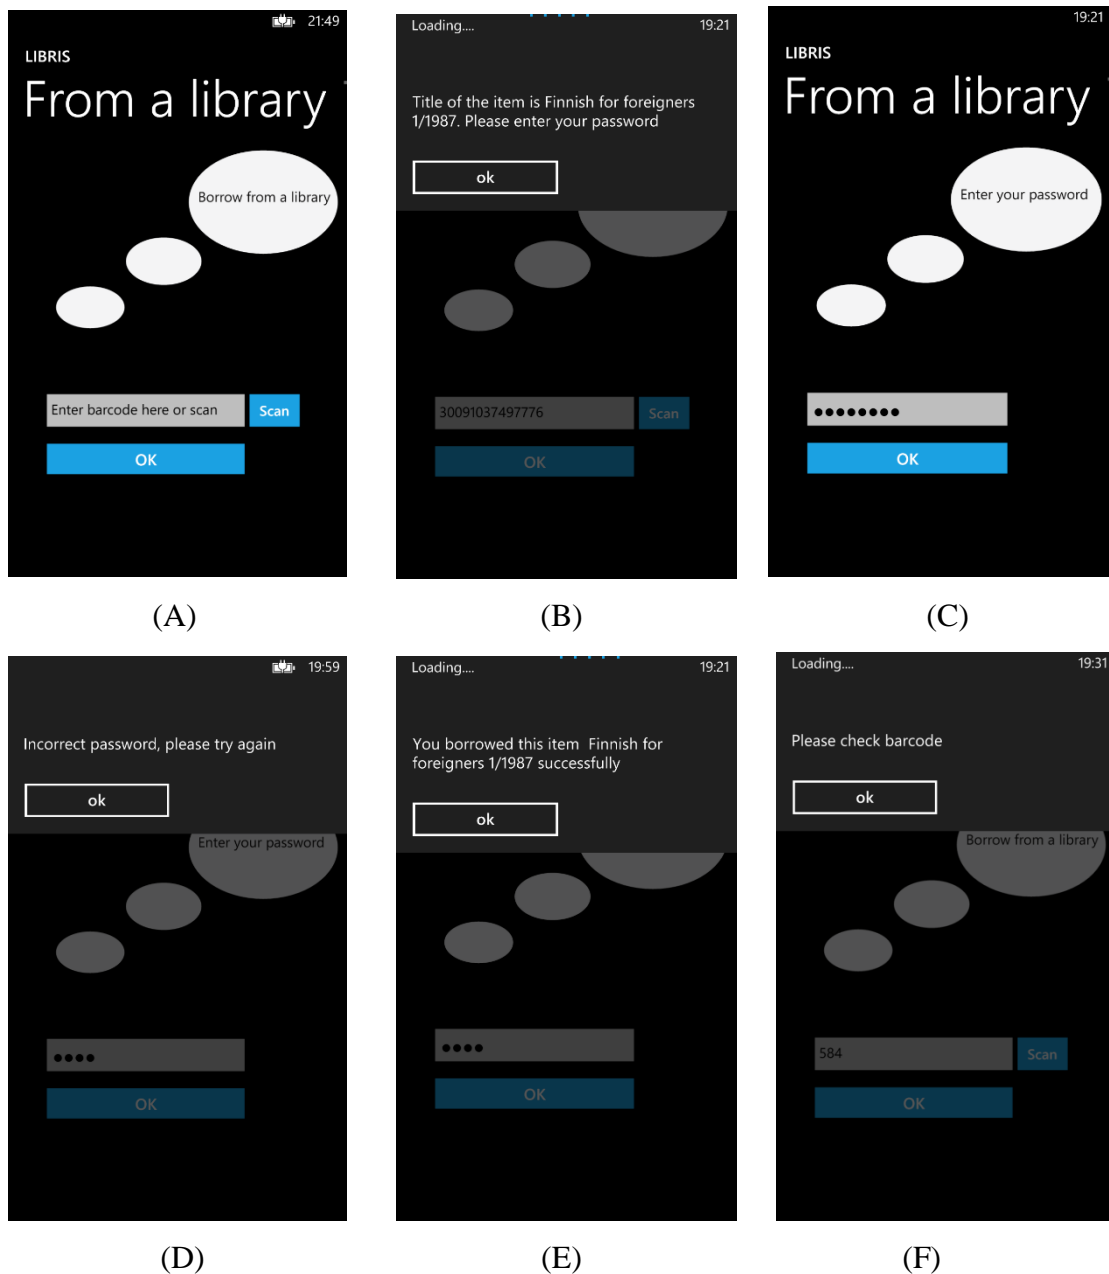 21:49
LIBRIS
From a library
Borrow from a library
Enter barcode here or scan
Scan
OK
(A)
Loading....
19:21
Title of the item is Finnish for foreigners
1/1987. Please enter your password
ok
30091037497776
Scan
OK
(B)
19:21
LIBRIS
From a library
Enter your password
OK
(C)
19:59
Incorrect password, please try again
ok
Enter your password
OK
(D)
Loading....
19:21
You borrowed this item  Finnish for
foreigners 1/1987 successfully
ok
OK
(E)
Loading....
19:31
Please check barcode
ok
Borrow from a library
584
Scan
OK
(F)